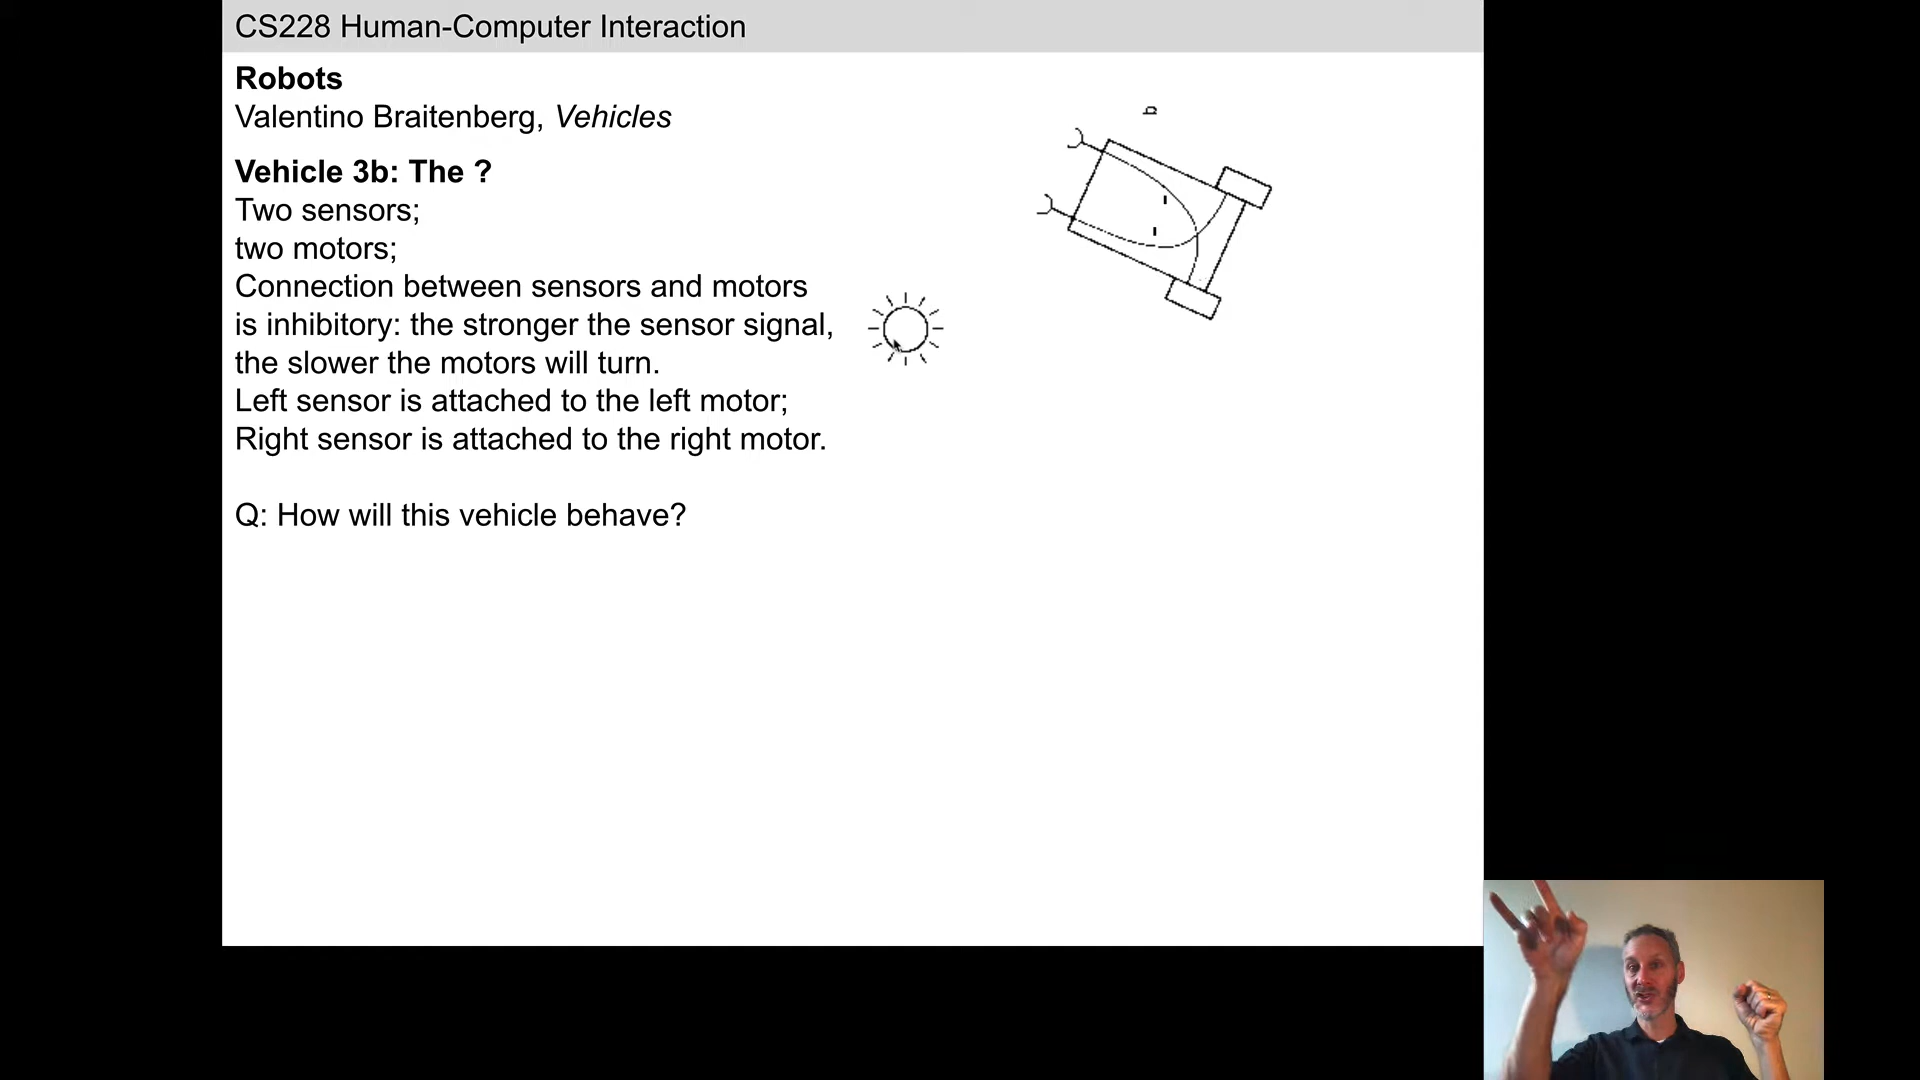 CS228 Human-Computer Interaction
Robots
Valentino Braitenberg, Vehicles
Vehicle 3b: The ?
Two sensors;
two motors;
Connection between sensors and motors
is inhibitory: the stronger the sensor signal,
the slower the motors will turn.
Left sensor is attached to the left motor;
Right sensor is attached to the right motor.
Q: How will this vehicle behave?
b